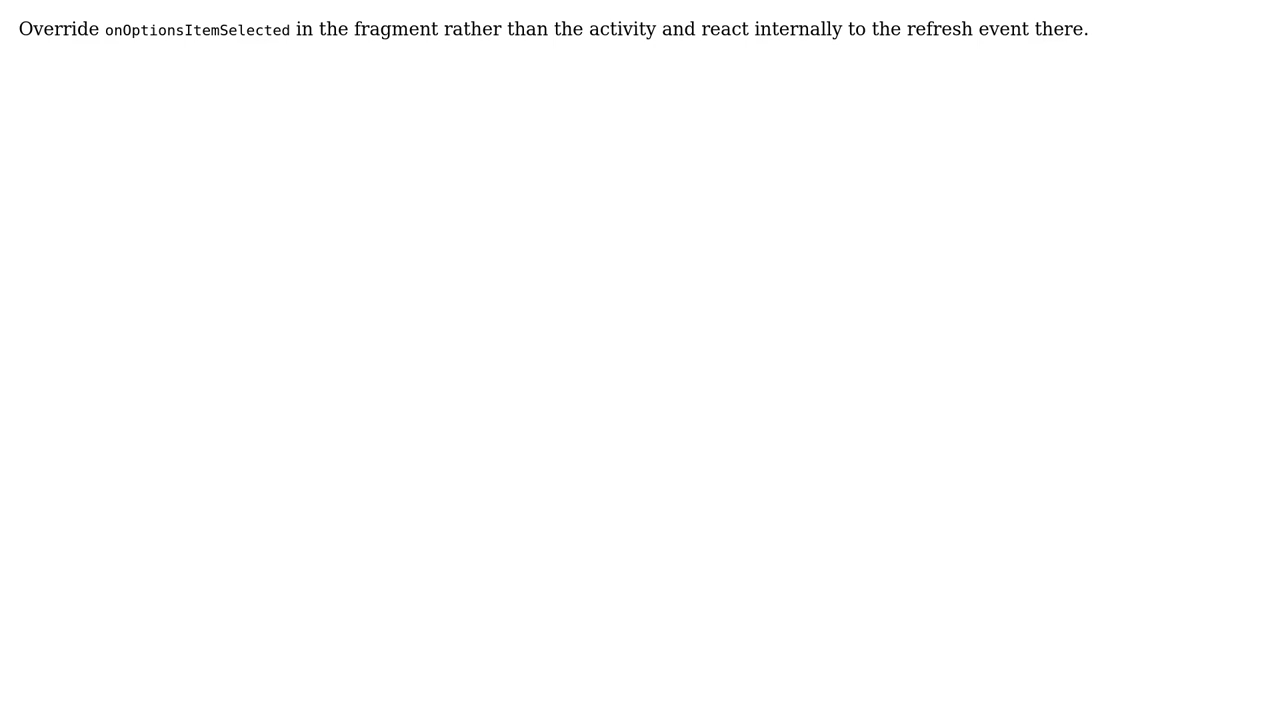 Override onOptionsItemSelected in the fragment rather than the activity and react internally to the refresh event there.